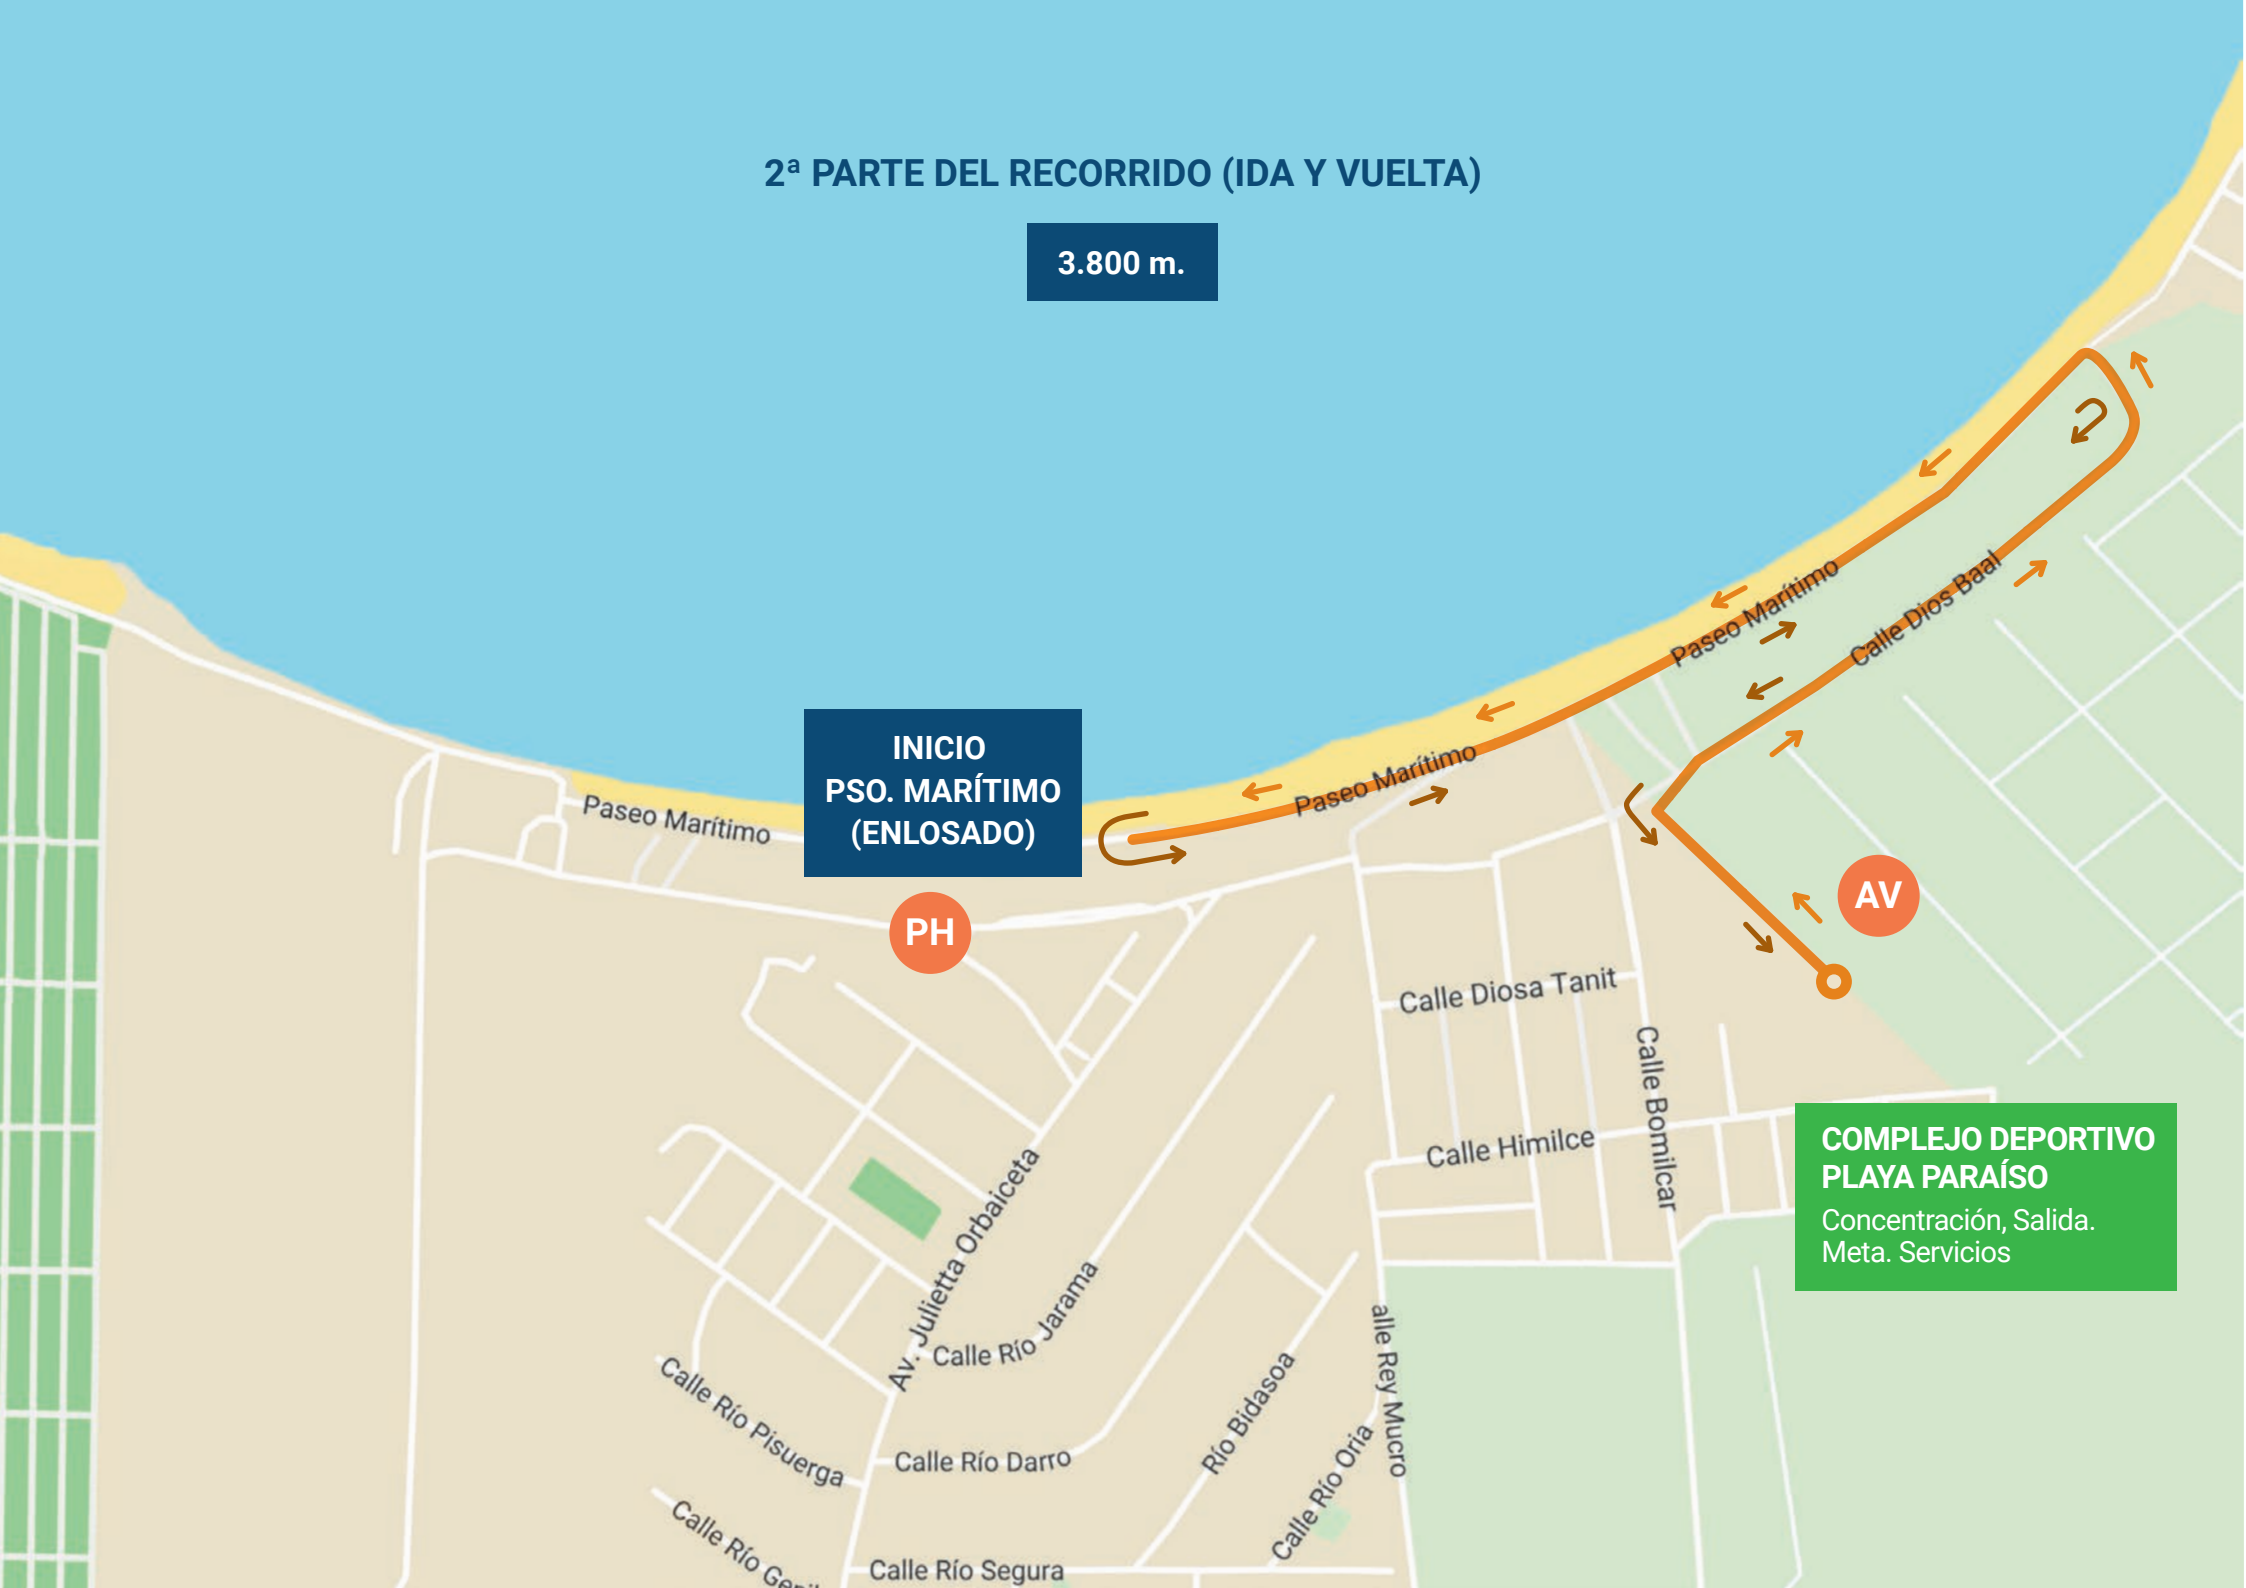 2ª PARTE DEL RECORRIDO (IDA Y VUELTA)
3.800 m.
Paseo Marítimo
Calle Dios Baal
INICIO
PSO. MARÍTIMO
(ENLOSADO)
Paseo Marítimo
Paseo Marítimo
AV
PH
Calle Diosa Tanit
Calle Bomilcar
Calle Himilce
COMPLEJO DEPORTIVO
PLAYA PARAÍSO
Concentración, Salida.
Meta. Servicios
Av. Julietta Orbaiceta
Calle Río Jarama
alle Rey Mucro
Calle Río Pisuerga
Río Bidasoa
Calle Río Darro
Calle Río Oria
Calle Río
Calle Río Segura